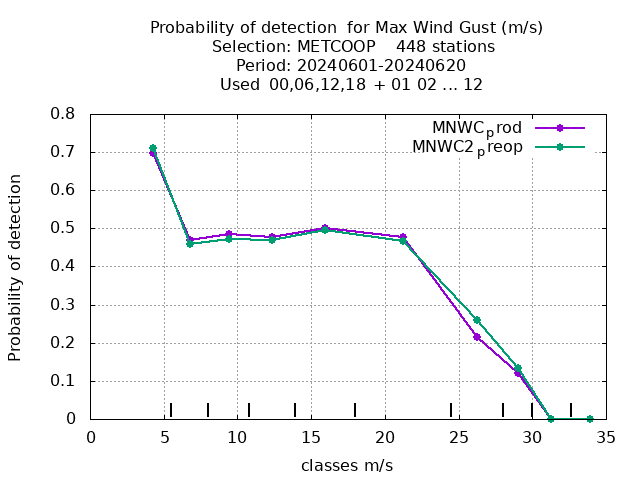 Probability of detection  for Max Wind Gust (m/s)
Selection: METCOOP    448 stations
Period: 20240601-20240620
Used  00,06,12,18  + 01 02 ... 12
MNWCprod
MNWC2preop
0.8
0.7
0.6
0.5
0.4
0.3
0.2
0.1
0
Probability of detection
0 5 10 15 20 25 30 35
classes m/s